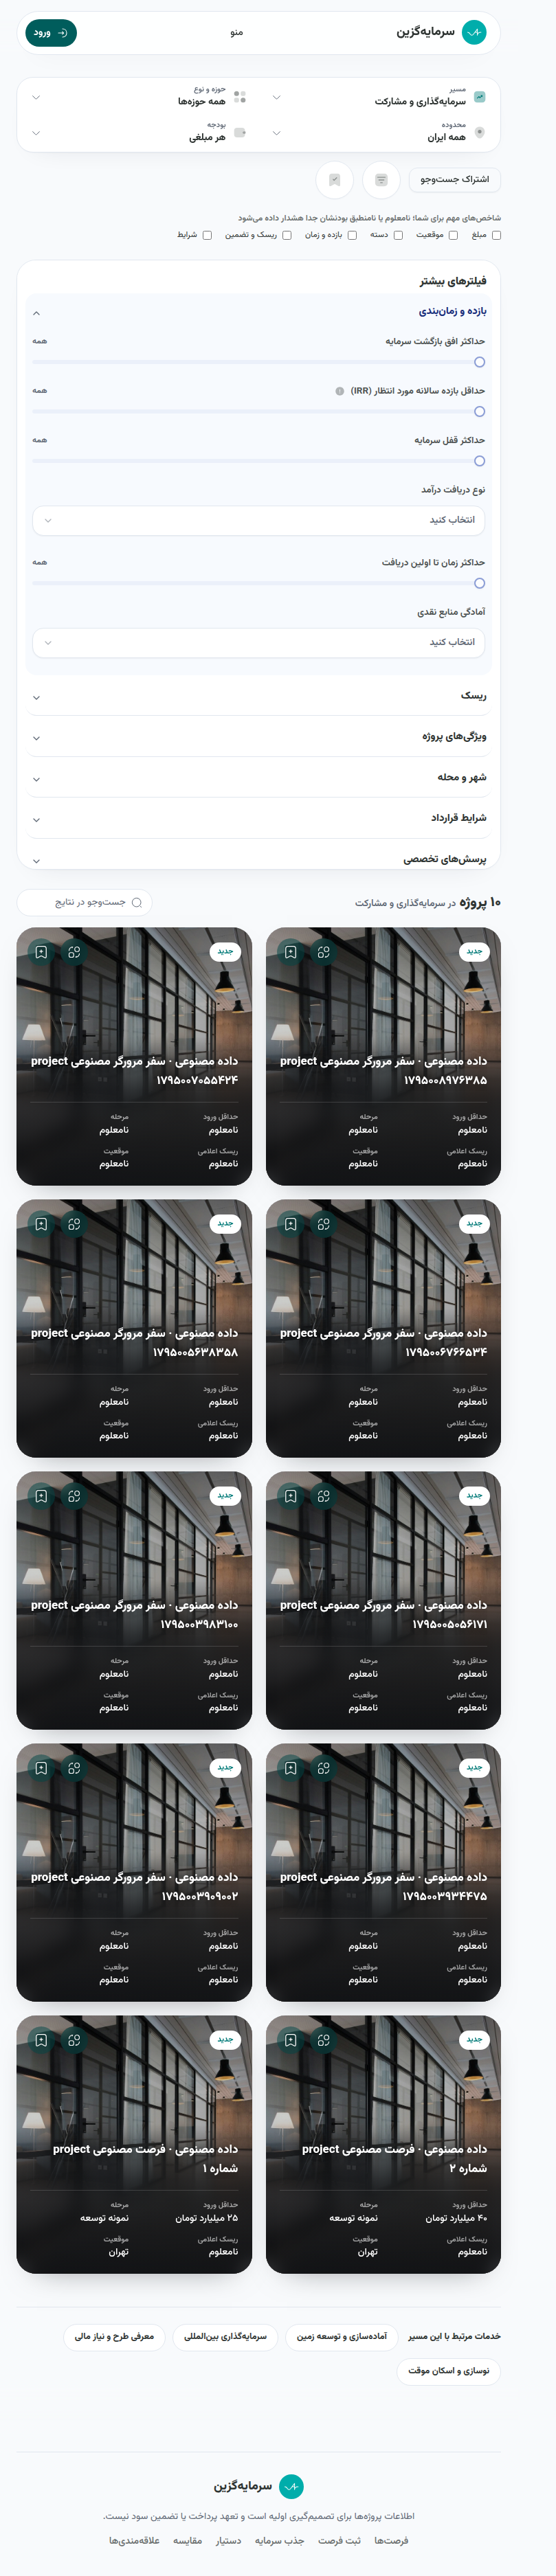 سرمایه‌گزین
منو
ورود
مسیر
سرمایه‌گذاری و مشارکت
حوزه و نوع
همه حوزه‌ها
محدوده
همه ایران
بودجه
هر مبلغی
اشتراک جست‌وجو
شاخص‌های مهم برای شما؛ نامعلوم یا نامنطبق بودنشان جدا هشدار داده می‌شود
مبلغ موقعیت دسته بازده و زمان ریسک و تضمین شرایط
فیلترهای بیشتر
بازده و زمان‌بندی
حداکثر افق بازگشت سرمایه همه
حداقل بازده سالانه مورد انتظار (IRR) همه
حداکثر قفل سرمایه همه
نوع دریافت درآمد
انتخاب کنید
حداکثر زمان تا اولین دریافت همه
آمادگی منابع نقدی
انتخاب کنید
ریسک
ویژگی‌های پروژه
شهر و محله
شرایط قرارداد
پرسش‌های تخصصی
۱۰ پروژه در سرمایه‌گذاری و مشارکت
جست‌وجو در نتایج
جدید
داده مصنوعی · سفر مرورگر مصنوعی project
۱۷۹۵۰۰۸۹۷۶۳۸۵
حداقل ورود مرحله
نامعلوم نامعلوم
ریسک اعلامی موقعیت
نامعلوم نامعلوم
جدید
داده مصنوعی · سفر مرورگر مصنوعی project
۱۷۹۵۰۰۷۰۵۵۴۲۴
حداقل ورود مرحله
نامعلوم نامعلوم
ریسک اعلامی موقعیت
نامعلوم نامعلوم
جدید
داده مصنوعی · سفر مرورگر مصنوعی project
۱۷۹۵۰۰۶۷۶۶۵۳۴
حداقل ورود مرحله
نامعلوم نامعلوم
ریسک اعلامی موقعیت
نامعلوم نامعلوم
جدید
داده مصنوعی · سفر مرورگر مصنوعی project
۱۷۹۵۰۰۵۶۳۸۳۵۸
حداقل ورود مرحله
نامعلوم نامعلوم
ریسک اعلامی موقعیت
نامعلوم نامعلوم
جدید
داده مصنوعی · سفر مرورگر مصنوعی project
۱۷۹۵۰۰۵۰۵۶۱۷۱
حداقل ورود مرحله
نامعلوم نامعلوم
ریسک اعلامی موقعیت
نامعلوم نامعلوم
جدید
داده مصنوعی · سفر مرورگر مصنوعی project
۱۷۹۵۰۰۳۹۸۳۱۰۰
حداقل ورود مرحله
نامعلوم نامعلوم
ریسک اعلامی موقعیت
نامعلوم نامعلوم
جدید
داده مصنوعی · سفر مرورگر مصنوعی project
۱۷۹۵۰۰۳۹۳۴۴۷۵
حداقل ورود مرحله
نامعلوم نامعلوم
ریسک اعلامی موقعیت
نامعلوم نامعلوم
جدید
داده مصنوعی · سفر مرورگر مصنوعی project
۱۷۹۵۰۰۳۹۰۹۰۰۲
حداقل ورود مرحله
نامعلوم نامعلوم
ریسک اعلامی موقعیت
نامعلوم نامعلوم
جدید
داده مصنوعی · فرصت مصنوعی project
شماره ۲
حداقل ورود مرحله
۴۰ میلیارد تومان نمونه توسعه
ریسک اعلامی موقعیت
نامعلوم تهران
جدید
داده مصنوعی · فرصت مصنوعی project
شماره ۱
حداقل ورود مرحله
۲۵ میلیارد تومان نمونه توسعه
ریسک اعلامی موقعیت
نامعلوم تهران
خدمات مرتبط با این مسیر آماده‌سازی و توسعه زمین سرمایه‌گذاری بین‌المللی معرفی طرح و نیاز مالی
نوسازی و اسکان موقت
سرمایه‌گزین
اطلاعات پروژه‌ها برای تصمیم‌گیری اولیه است و تعهد پرداخت یا تضمین سود نیست.
فرصت‌ها ثبت فرصت جذب سرمایه دستیار مقایسه علاقه‌مندی‌ها